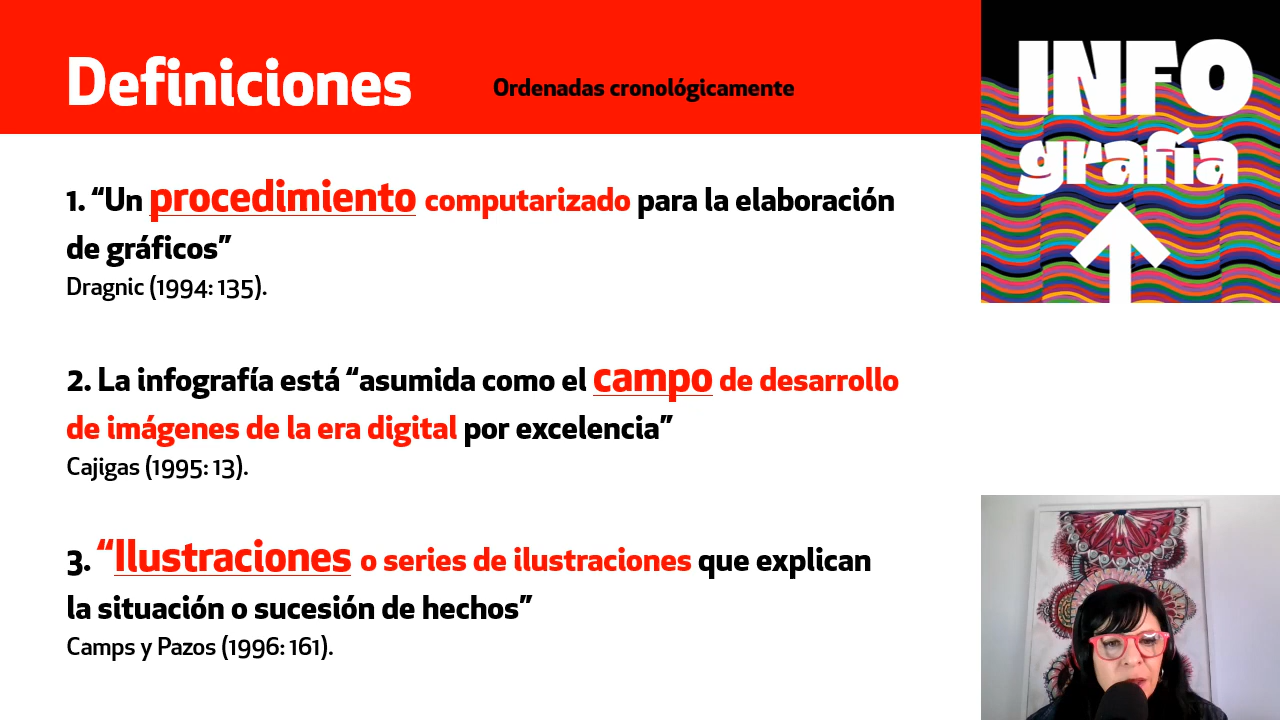 Definiciones
Ordenadas cronológicamente
INFO
grafía
1. “Un procedimiento computarizado para la elaboración
de gráficos”
Dragnic (1994: 135).
2. La infografía está “asumida como el campo de desarrollo
de imágenes de la era digital por excelencia”
Cajigas (1995: 13).
3. “Ilustraciones o series de ilustraciones que explican
la situación o sucesión de hechos”
Camps y Pazos (1996: 161).